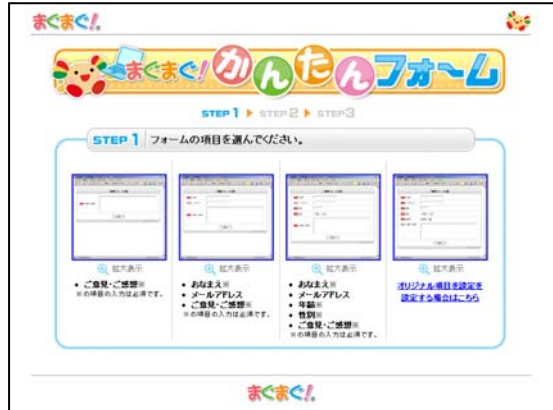 まぐまぐ!
まぐまぐ!かんたんフォーム
STEP 1 STEP 2 STEP3
STEP 1 フォームの項目を選んでください。
拡大表示
・ご意見・ご感想※
※の項目の入力は必須です。
拡大表示
・おなまえ※
・メールアドレス
・ご意見・ご感想※
※の項目の入力は必須です。
拡大表示
・おなまえ※
・メールアドレス
・年齢※
・性別※
・ご意見・ご感想※
※の項目の入力は必須です。
拡大表示
オリジナル項目を設定を
設定する場合はこちら
まぐまぐ!